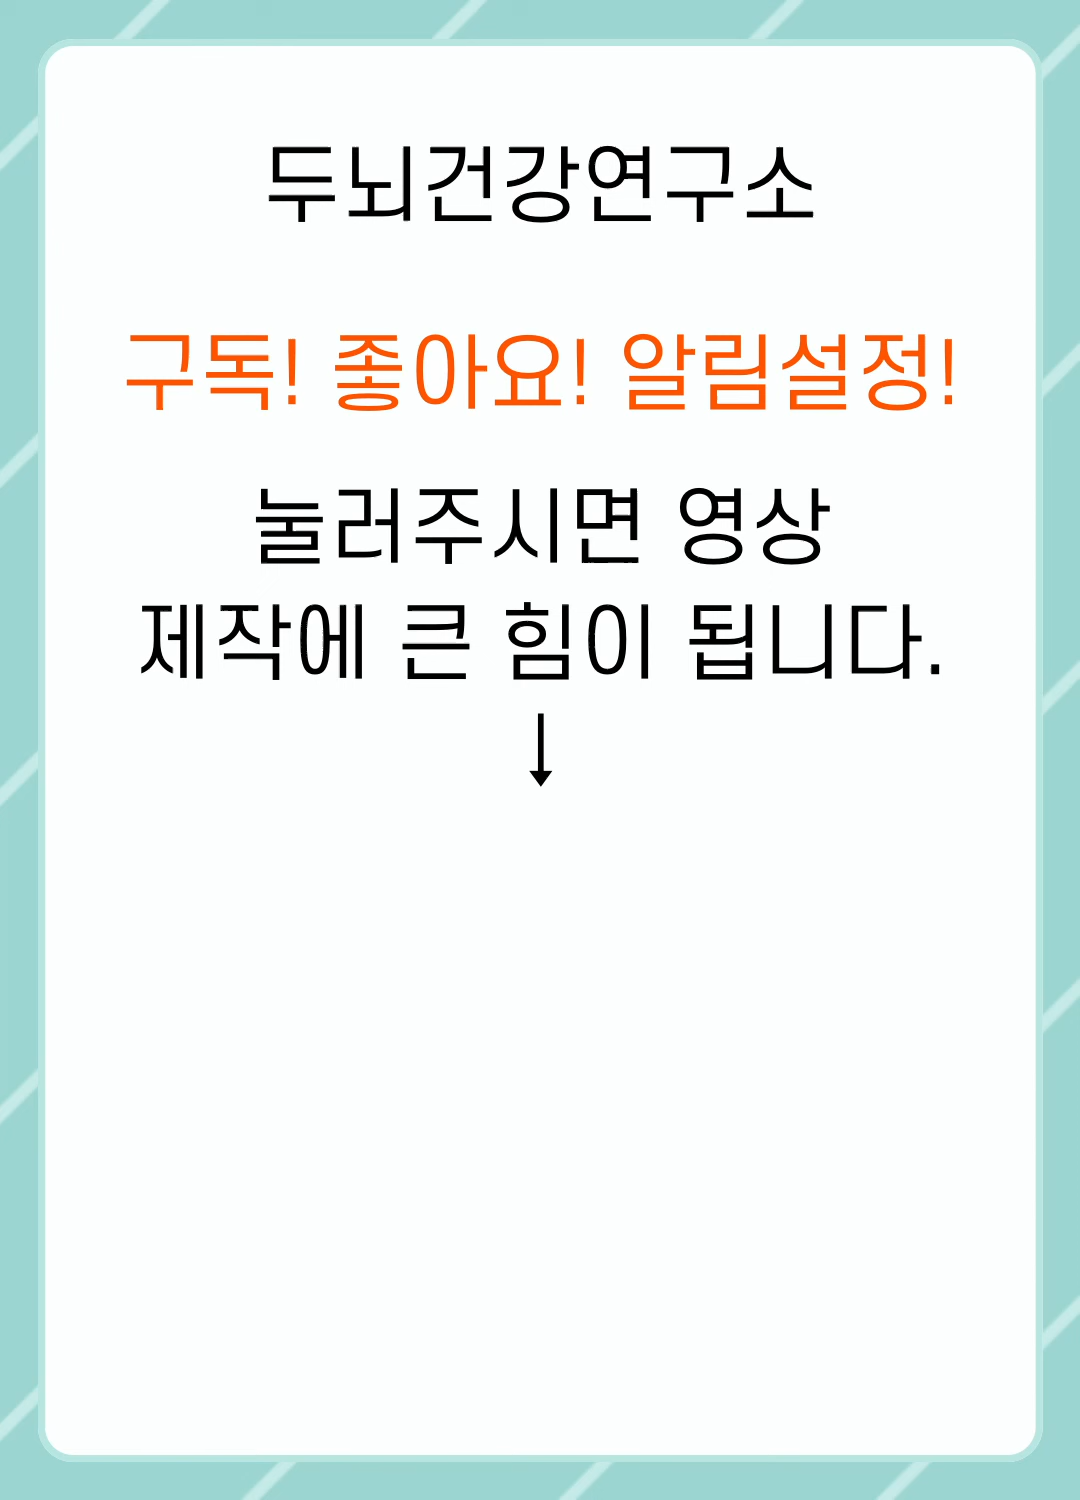 두뇌건강연구소
구독! 좋아요! 알림설정!
눌러주시면 영상
제작에 큰 힘이 됩니다.
↓